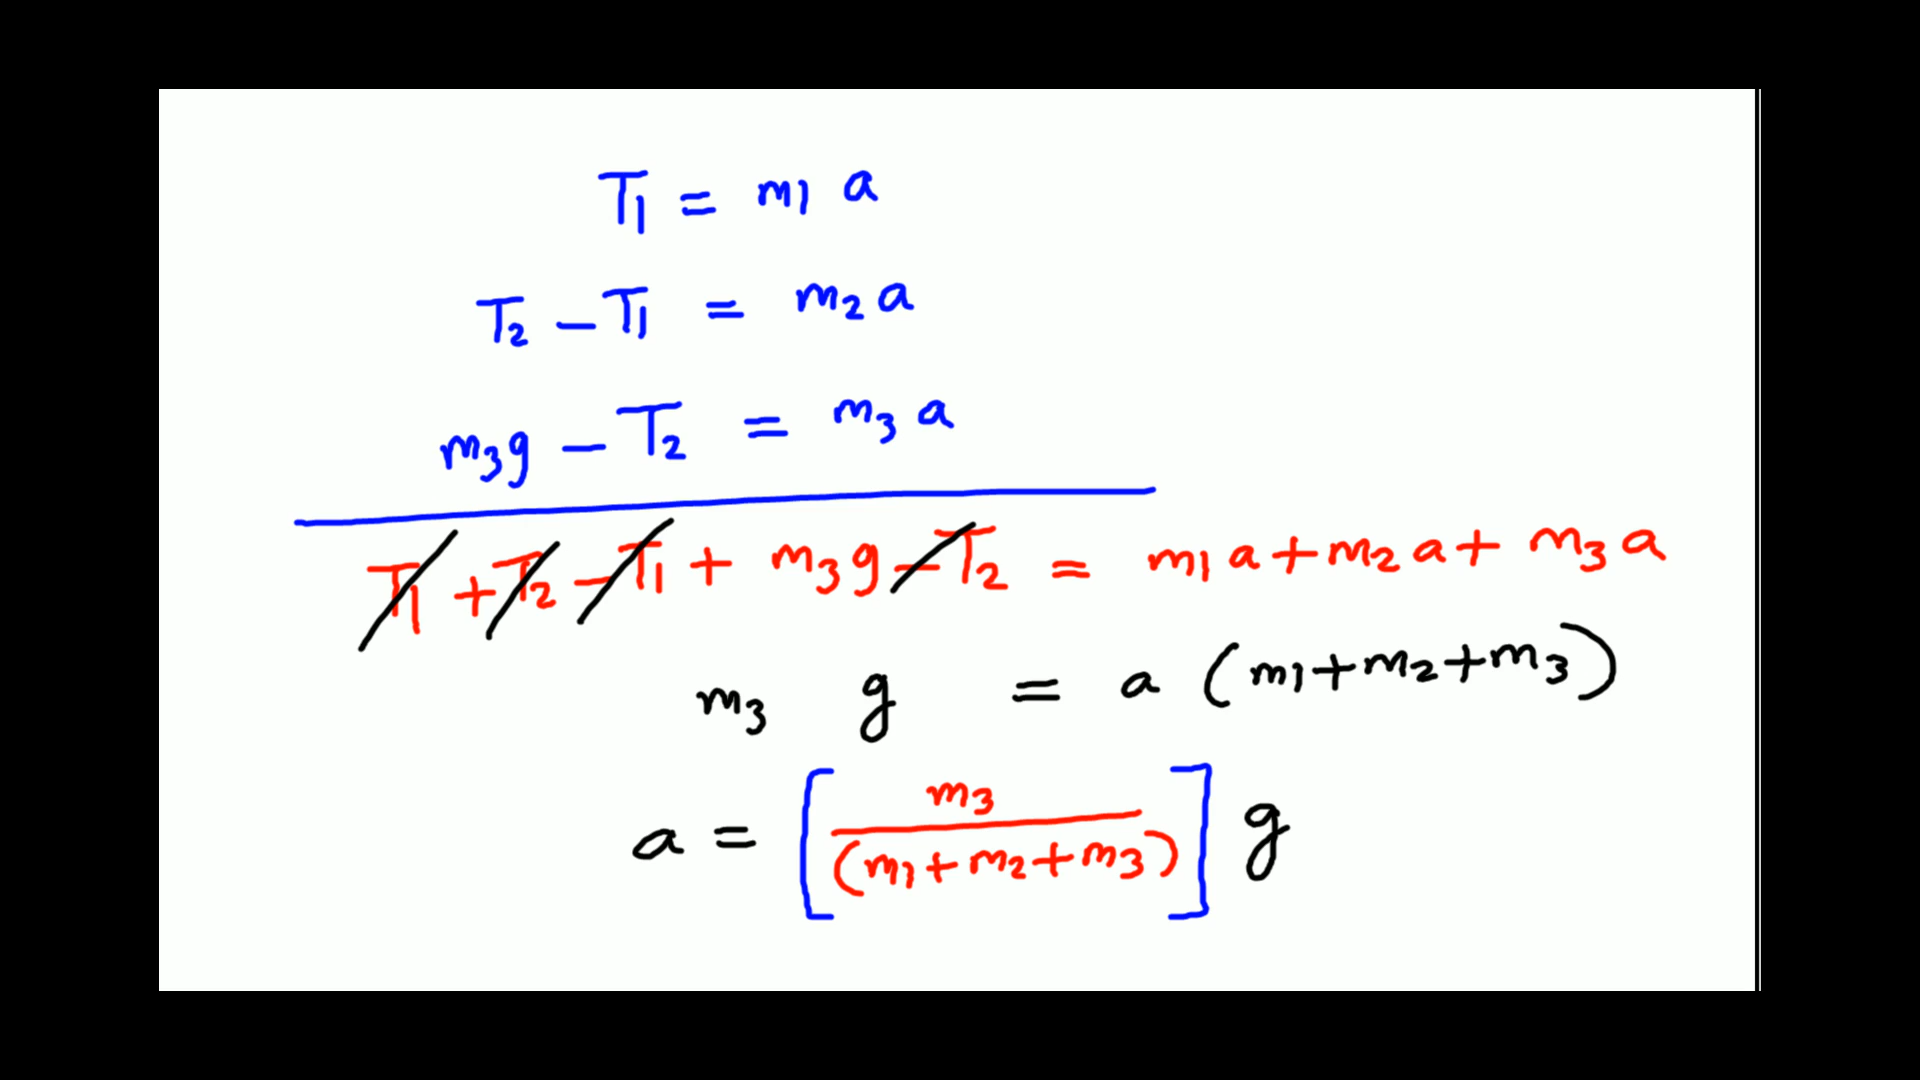 T₁ = m₁ a
T₂ – T₁ = m₂ a
m₃g – T₂ = m₃ a
T₁ + T₂ – T₁ + m₃ g – T₂ = m₁ a + m₂ a + m₃ a
m₃ g = a (m₁ + m₂ + m₃)
a = [m₃ / (m₁ + m₂ + m₃)] g